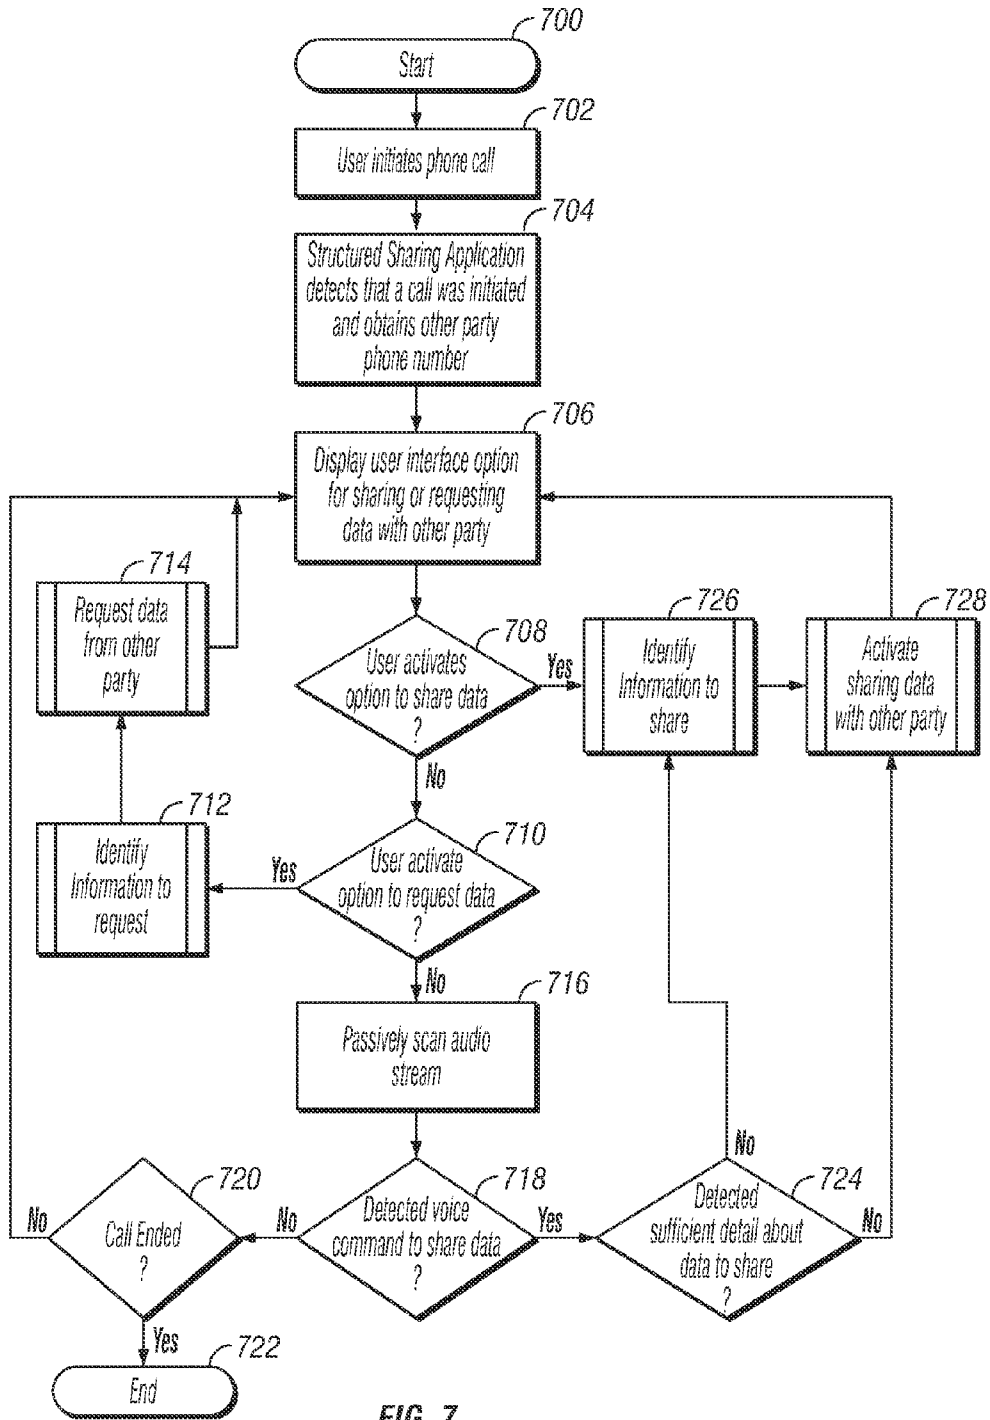 700
Start
702
User initiates phone call
704
Structured Sharing Application
detects that a call was initiated
and obtains other party
phone number
706
Display user interface option
for sharing or requesting
data with other party
714
Request data
from other
party
708
User activates
option to share data
?
Yes
No
726
Identify
Information to
share
728
Activate
sharing data
with other party
712
Identify
Information to
request
Yes
710
User activate
option to request data
?
No
716
Passively scan audio
stream
No
720
Call Ended
?
Yes
No
718
Detected voice
command to share data
?
Yes
No
724
Detected
sufficient detail about
data to share
?
No
722
End
FIG. 7